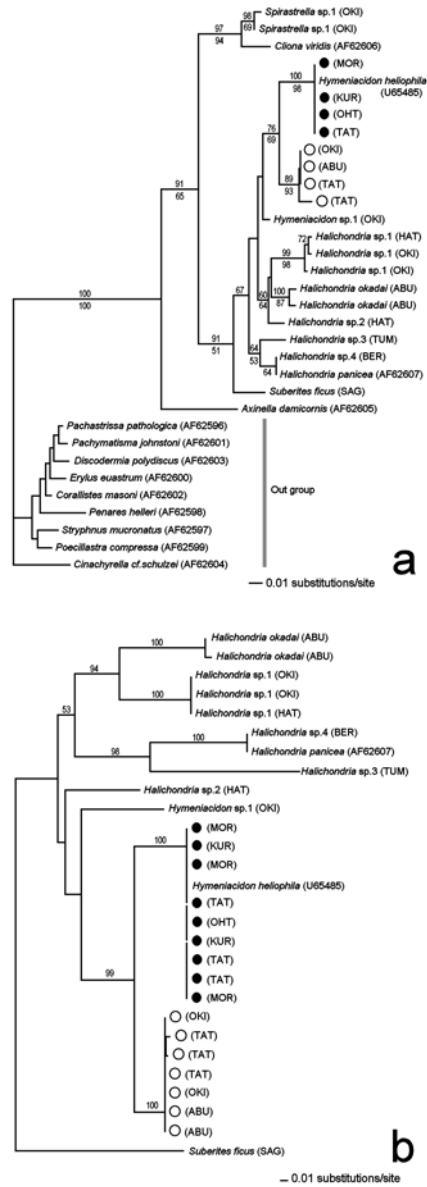 98
Spirastrella sp.1 (OKI)
97
69
Spirastrella sp.1 (OKI)
94
Cliona viridis (AF62606)
(MOR)
100
Hymeniacidon heliophila
(U65485)
98
(KUR)
(OHT)
(TAT)
76
69
(OKI)
(ABU)
89
(TAT)
93
(TAT)
91
65
Hymeniacidon sp.1 (OKI)
72
Halichondria sp.1 (HAT)
99
Halichondria sp.1 (OKI)
98
Halichondria sp.1 (OKI)
67
100
Halichondria okadai (ABU)
60
64
87
Halichondria okadai (ABU)
Halichondria sp.2 (HAT)
100
100
91
51
64
Halichondria sp.3 (TUM)
53
Halichondria sp.4 (BER)
64
Halichondria panicea (AF62607)
Suberites ficus (SAG)
Axinella damicornis (AF62605)
Pachastrissa pathologica (AF62596)
Pachymatisma johnstoni (AF62601)
Discodermia polydiscus (AF62603)
Erylus euastrum (AF62600)
Out group
Corallistes masoni (AF62602)
Penares helleri (AF62598)
Stryphnus mucronatus (AF62597)
Poecillastra compressa (AF62599)
Cinachyrella cf.schulzei (AF62604)
0.01 substitutions/site
a
100
Halichondria okadai (ABU)
Halichondria okadai (ABU)
94
Halichondria sp.1 (OKI)
100
Halichondria sp.1 (OKI)
Halichondria sp.1 (HAT)
53
100
Halichondria sp.4 (BER)
98
Halichondria panicea (AF62607)
Halichondria sp.3 (TUM)
Halichondria sp.2 (HAT)
Hymeniacidon sp.1 (OKI)
100
(MOR)
(KUR)
(MOR)
Hymeniacidon heliophila (U65485)
(TAT)
(OHT)
(KUR)
(TAT)
99
(TAT)
(MOR)
(OKI)
(TAT)
(TAT)
(TAT)
(OKI)
100
(ABU)
(ABU)
Suberites ficus (SAG)
b
0.01 substitutions/site